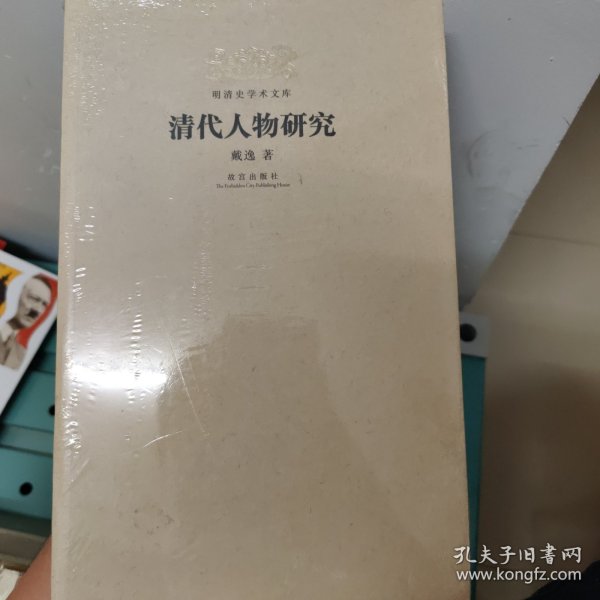 明清史学术文库
清代人物研究
戴逸 著
故宫出版社
The Forbidden City Publishing House
孔夫子旧书网
www.kongfz.com